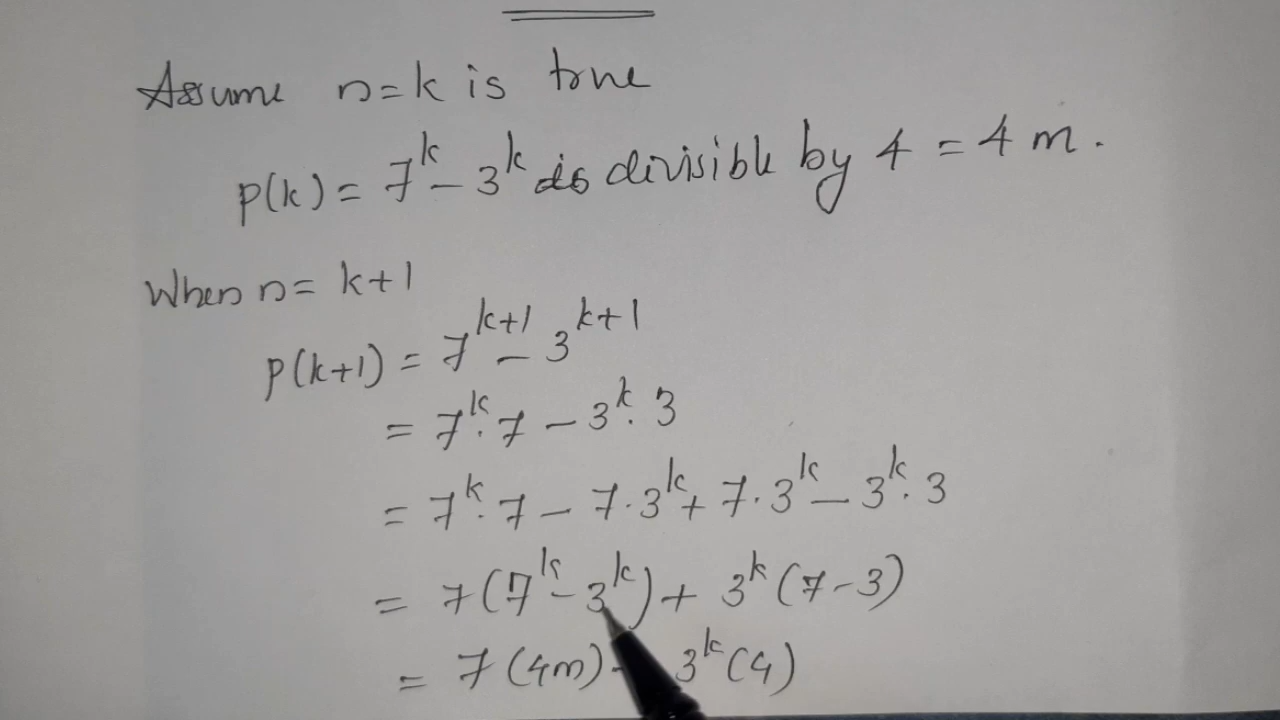 Assume n=k is true
P(k) = 7^k - 3^k is divisible by 4 = 4m.
When n = k+1
P(k+1) = 7^{k+1} - 3^{k+1}
= 7^k . 7 - 3^k . 3
= 7^k . 7 - 7 . 3^k + 7 . 3^k - 3^k . 3
= 7(7^k - 3^k) + 3^k (7-3)
= 7(4m) 3^k (4)